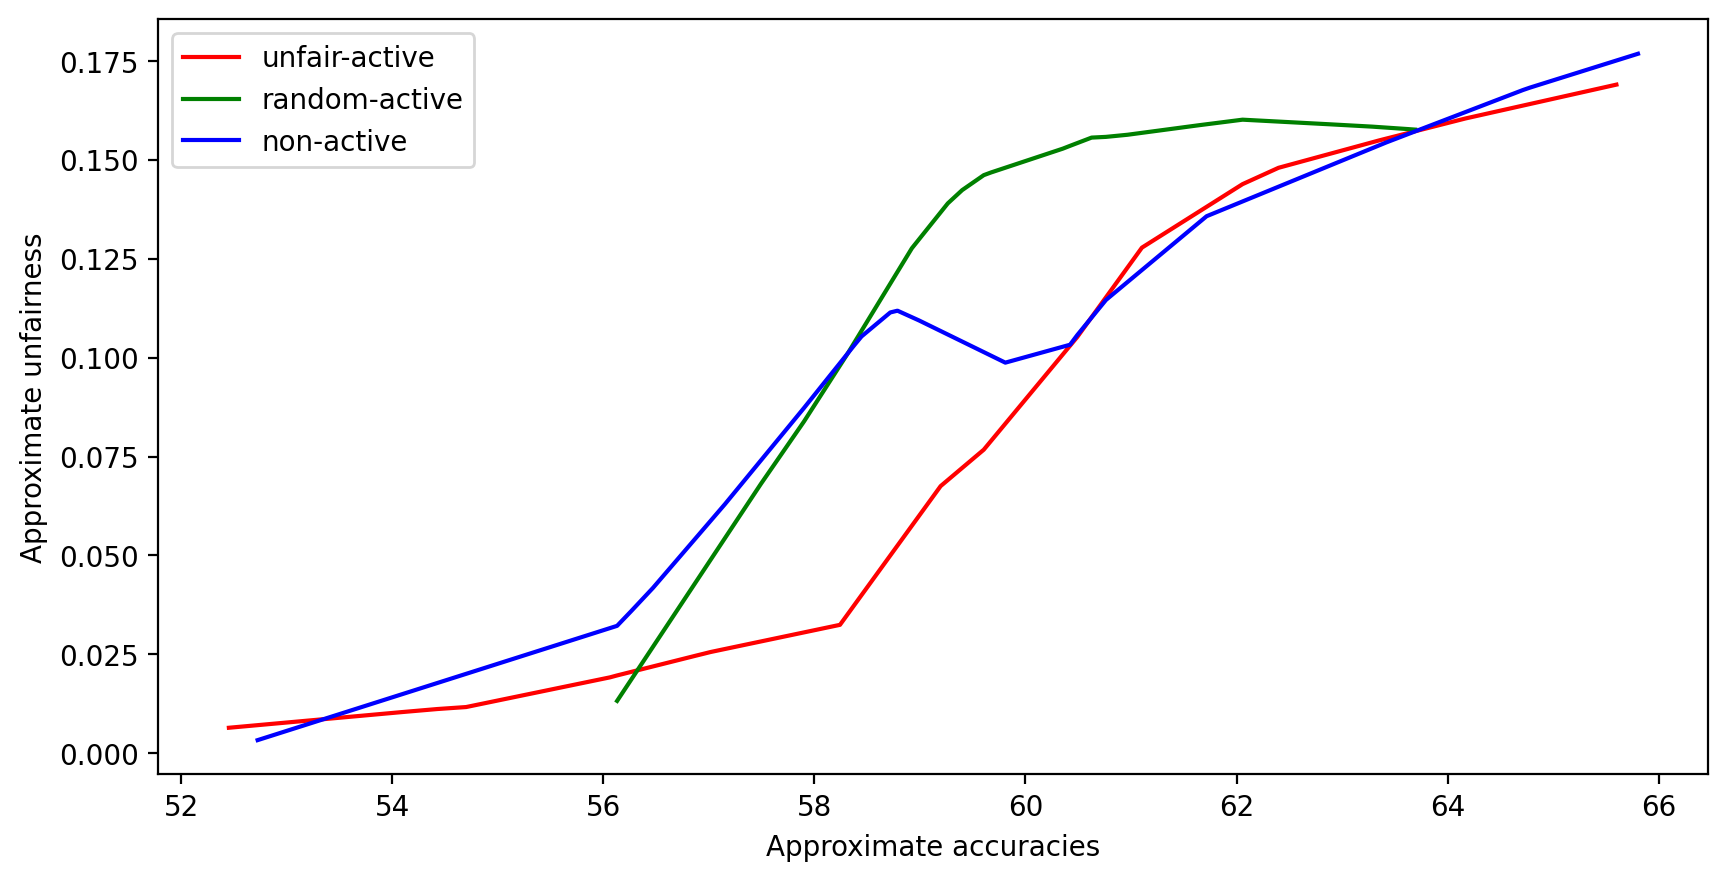 unfair-active
random-active
non-active
0.175
0.150
0.125
0.100
0.075
0.050
0.025
0.000
Approximate unfairness
52 54 56 58 60 62 64 66
Approximate accuracies